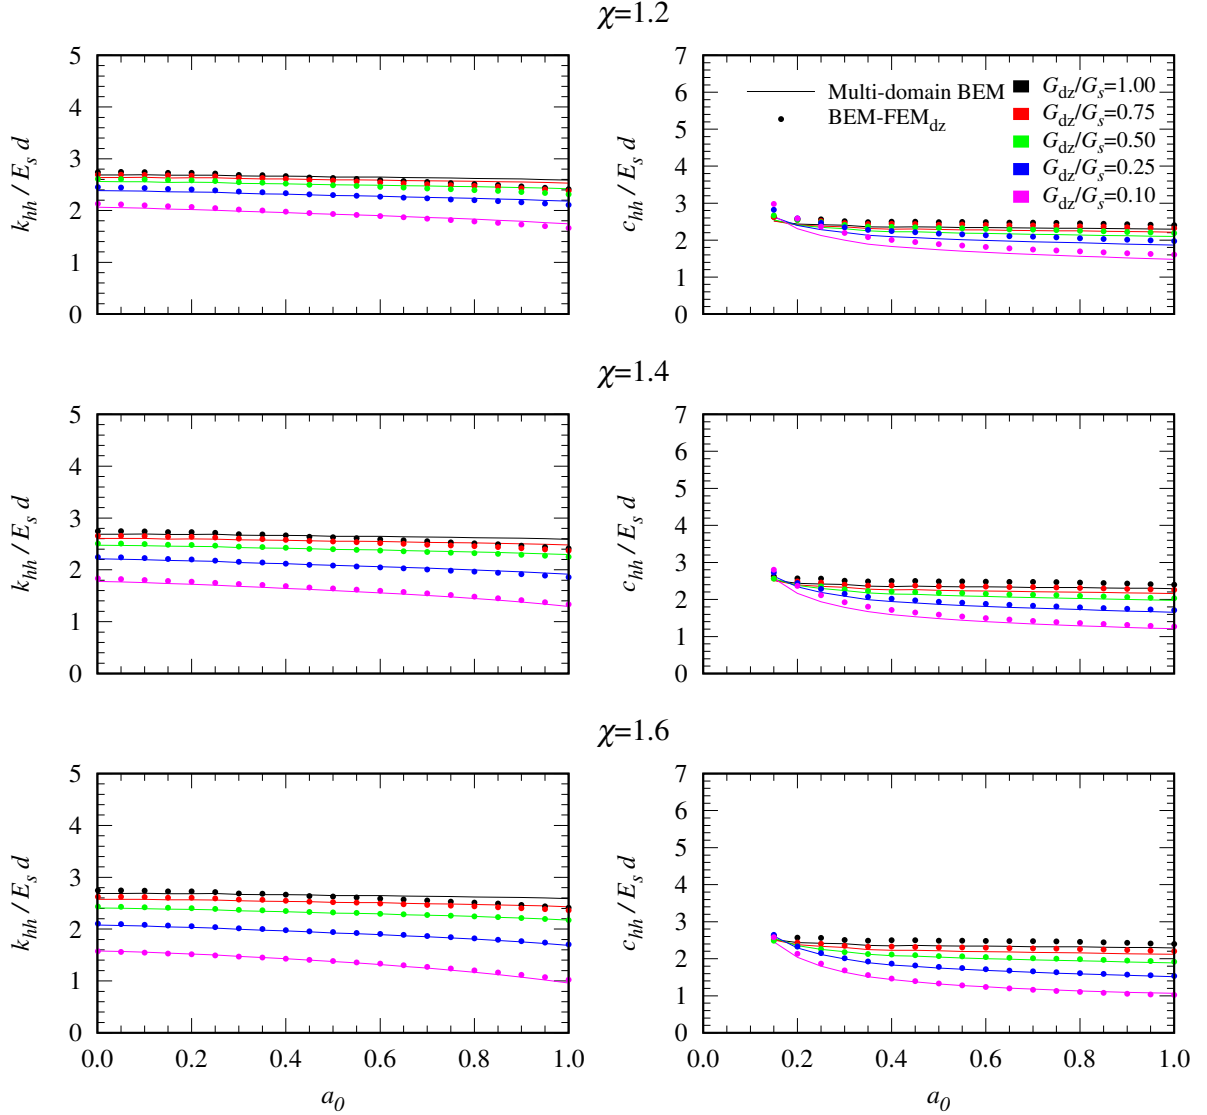 χ=1.2
5
4
3
2
1
0
k_hh / E_s d
7
6
5
4
3
2
1
0
c_hh / E_s d
Multi-domain BEM
BEM-FEM_dz
G_dz/G_s=1.00
G_dz/G_s=0.75
G_dz/G_s=0.50
G_dz/G_s=0.25
G_dz/G_s=0.10
χ=1.4
5
4
3
2
1
0
k_hh / E_s d
7
6
5
4
3
2
1
0
c_hh / E_s d
χ=1.6
5
4
3
2
1
0
k_hh / E_s d
0.0 0.2 0.4 0.6 0.8 1.0
a_0
7
6
5
4
3
2
1
0
c_hh / E_s d
0.0 0.2 0.4 0.6 0.8 1.0
a_0